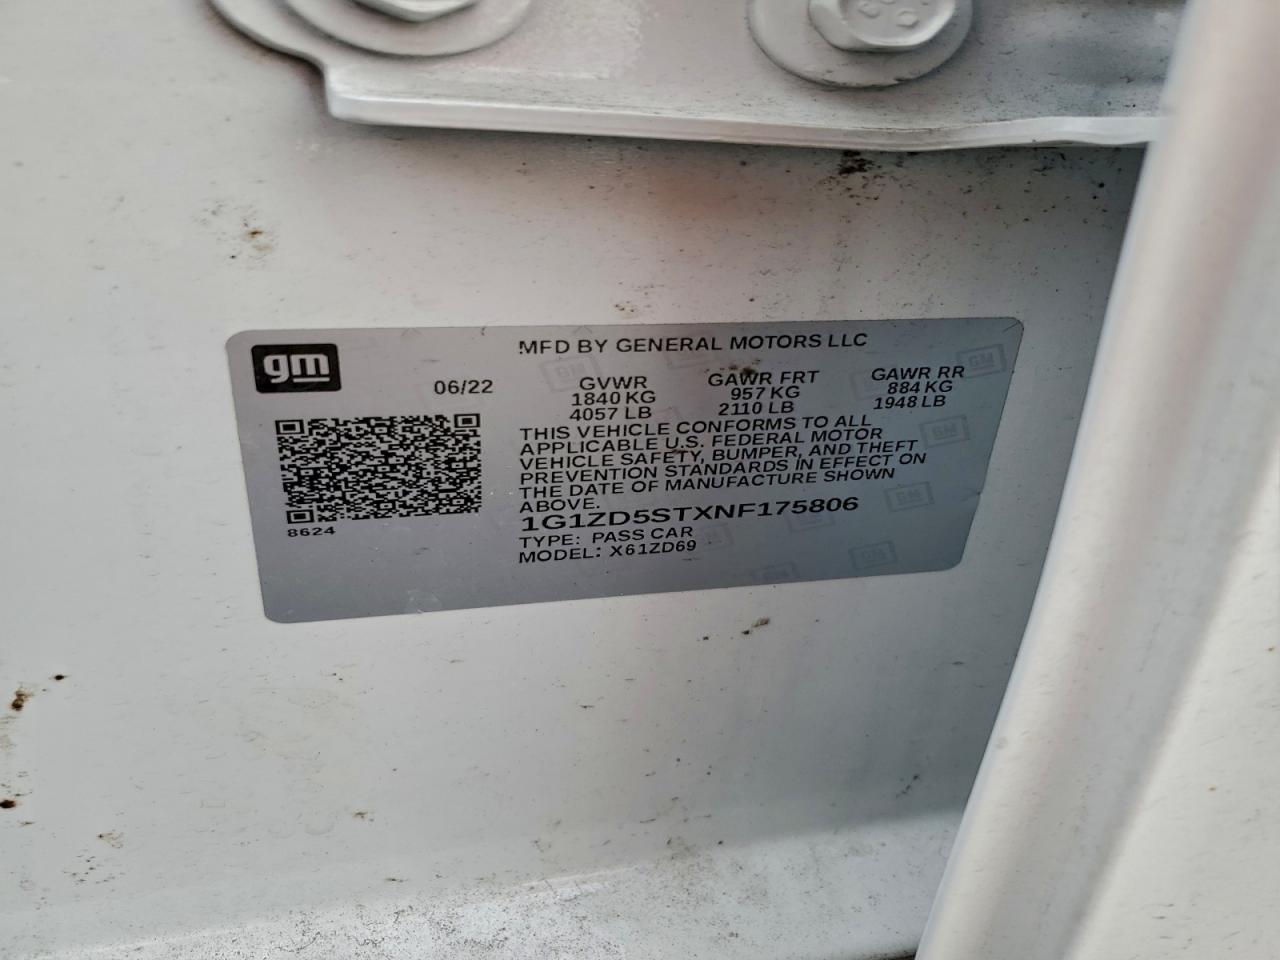 gm
MFD BY GENERAL MOTORS LLC
06/22
GVWR GAWR FRT GAWR RR
1840 KG 957 KG 884 KG
4057 LB 2110 LB 1948 LB
THIS VEHICLE CONFORMS TO ALL
APPLICABLE U.S. FEDERAL MOTOR
VEHICLE SAFETY, BUMPER, AND THEFT
PREVENTION STANDARDS IN EFFECT ON
THE DATE OF MANUFACTURE SHOWN
ABOVE.
1G1ZD5STXNF175806
TYPE: PASS CAR
MODEL: X61ZD69
8624